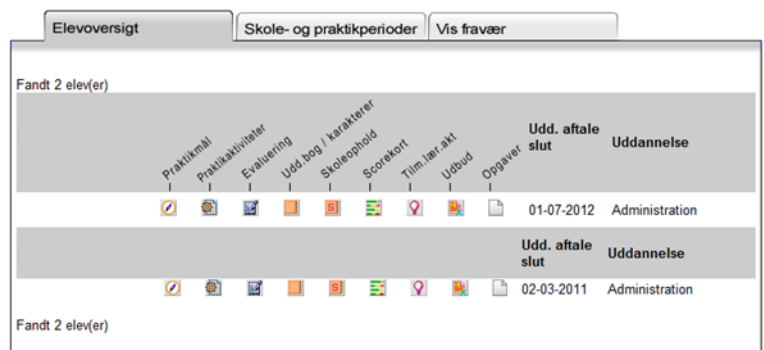 Elevoversigt
Skole- og praktikperioder
Vis fravær
Fandt 2 elev(er)
Praktikmål
Praktikaktiviteter
Evaluering
Udd.bog / karakterer
Skoleophold
Scorekort
Tilm.lær.akt
Udbud
Opgaver
Udd. aftale
slut
Uddannelse
S
01-07-2012 Administration
Udd. aftale
slut
Uddannelse
S
02-03-2011 Administration
Fandt 2 elev(er)